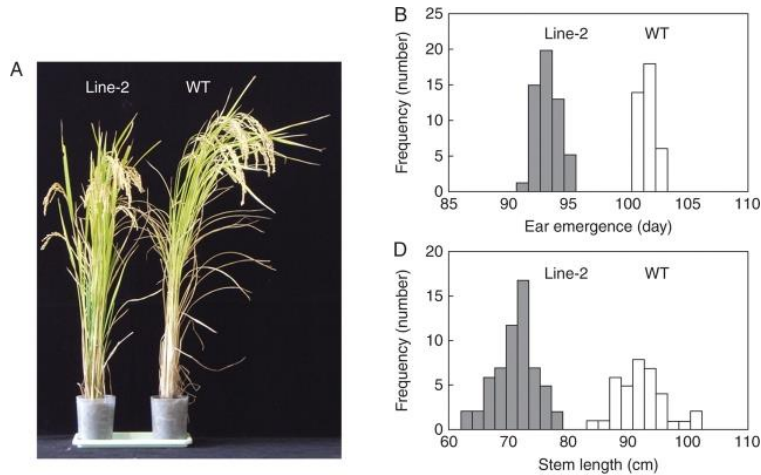 A
Line-2 WT
B
25
20
15
10
5
0
Frequency (number)
Line-2 WT
85 90 95 100 105 110
Ear emergence (day)
D
20
15
10
5
0
Frequency (number)
Line-2 WT
60 70 80 90 100 110
Stem length (cm)